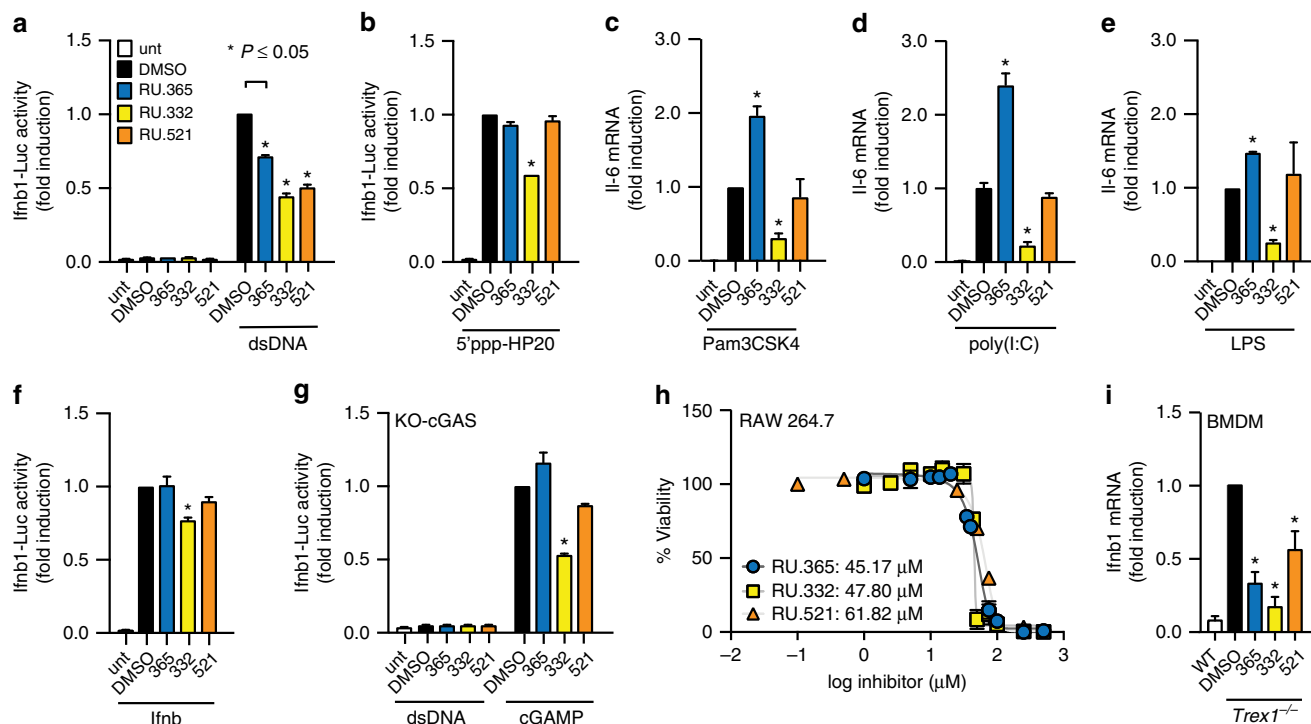 a
Ifnb1-Luc activity
(fold induction)
1.5
1.0
0.5
0.0
unt
DMSO
RU.365
RU.332
RU.521
* P ≤ 0.05
*
*
*
unt
DMSO
365
332
521
DMSO
365
332
521
dsDNA
b
Ifnb1-Luc activity
(fold induction)
1.5
1.0
0.5
0.0
*
unt
DMSO
365
332
521
5'ppp-HP20
c
Il-6 mRNA
(fold induction)
3.0
2.0
1.0
0.0
*
*
unt
DMSO
365
332
521
Pam3CSK4
d
Il-6 mRNA
(fold induction)
3.0
2.0
1.0
0.0
*
*
unt
DMSO
365
332
521
poly(I:C)
e
Il-6 mRNA
(fold induction)
3.0
2.0
1.0
0.0
*
*
unt
DMSO
365
332
521
LPS
f
Ifnb1-Luc activity
(fold induction)
1.5
1.0
0.5
0.0
*
unt
DMSO
365
332
521
Ifnb
g
KO-cGAS
Ifnb1-Luc activity
(fold induction)
1.5
1.0
0.5
0.0
*
unt
DMSO
365
332
521
DMSO
365
332
521
dsDNA
cGAMP
h
RAW 264.7
% Viability
150
100
50
0
RU.365: 45.17 μM
RU.332: 47.80 μM
RU.521: 61.82 μM
–2
–1
0
1
2
3
log inhibitor (μM)
i
BMDM
Ifnb1 mRNA
(fold induction)
1.5
1.0
0.5
0.0
*
*
*
WT
DMSO
365
332
521
Trex1–/–